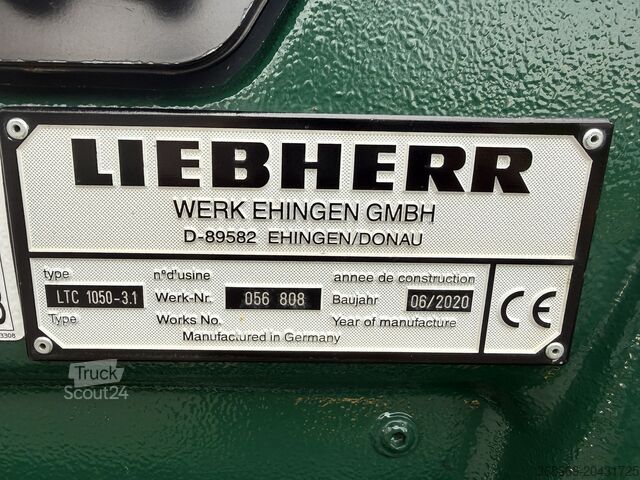 LIEBHERR
WERK EHINGEN GMBH
D-89582 EHINGEN/DONAU
type n°d'usine annee de construction
LTC 1050-3.1 Werk-Nr. 056 808 Baujahr 06/2020
Type Works No. Year of manufacture
Manufactured in Germany
CE
Truck
Scout24